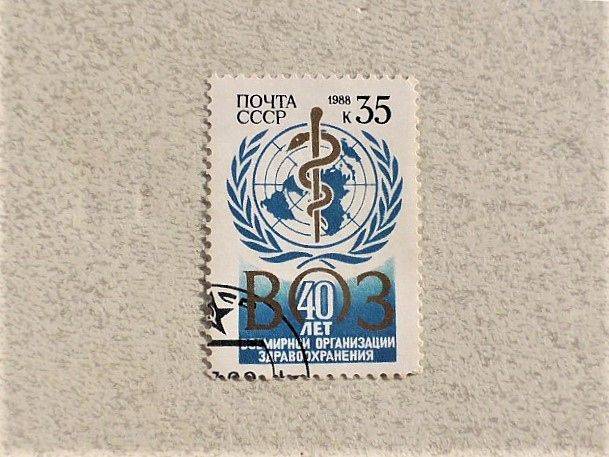 ПОЧТА
СССР
1988
к 35
ВОЗ
40
ЛЕТ
ВСЕМИРНОЙ ОРГАНИЗАЦИИ
ЗДРАВООХРАНЕНИЯ